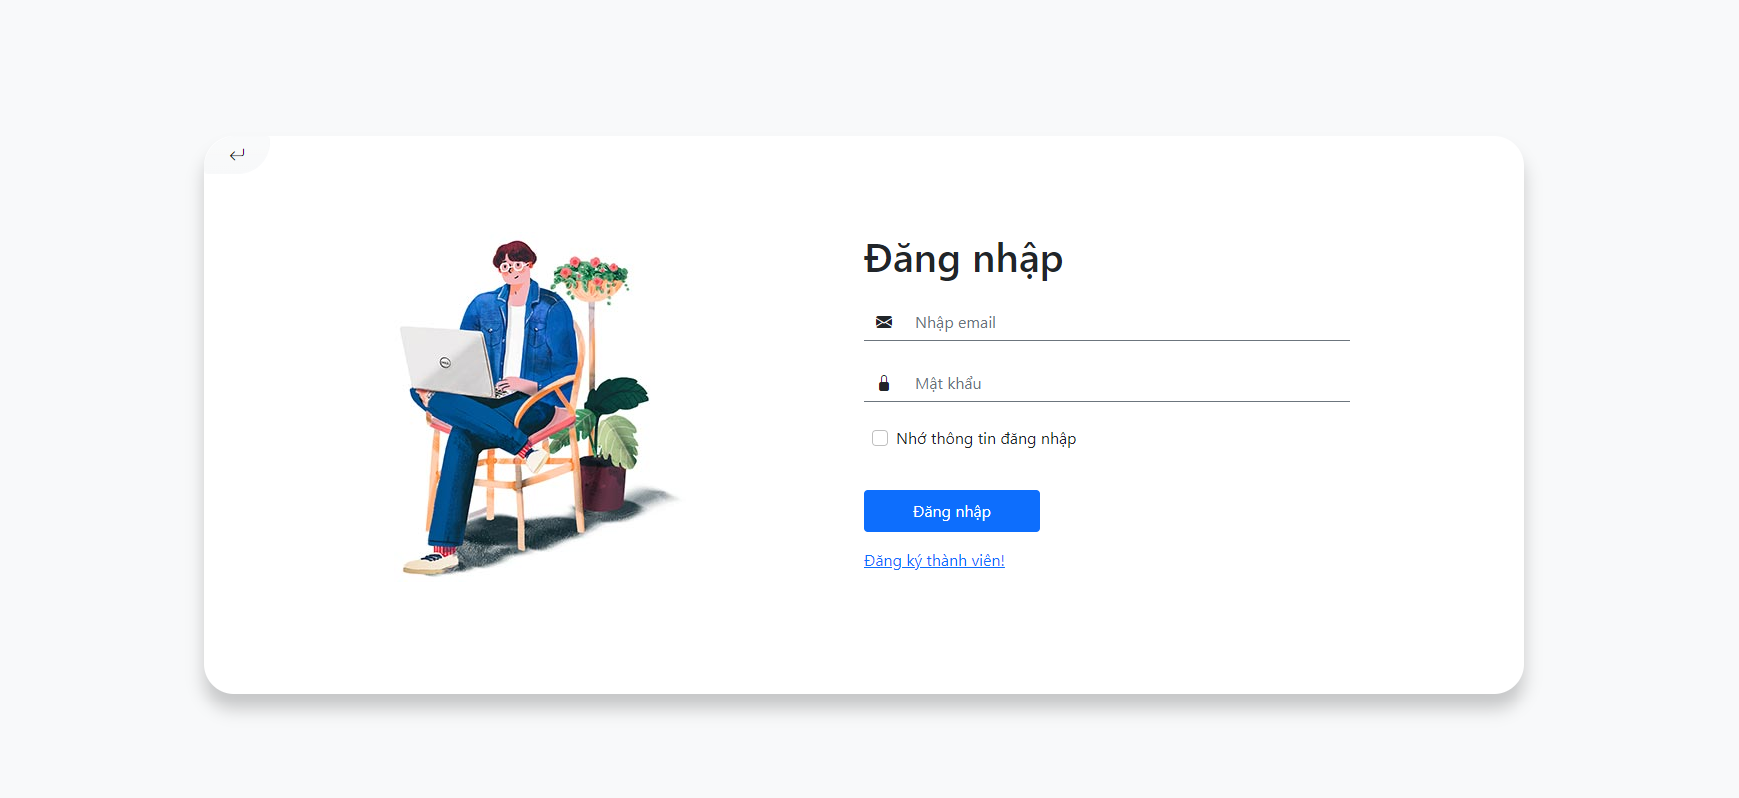 Đăng nhập
Nhập email
Mật khẩu
Nhớ thông tin đăng nhập
Đăng nhập
Đăng ký thành viên!